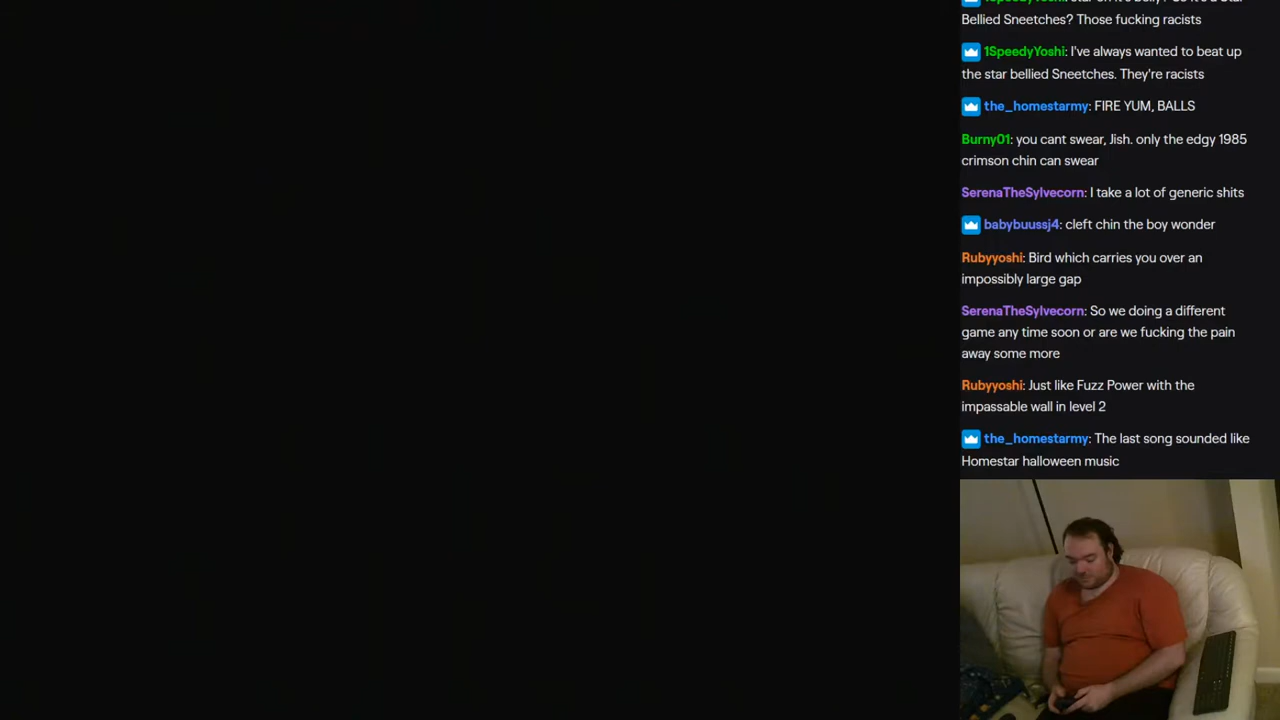 Bellied Sneetches? Those fucking racists
1SpeedyYoshi: I've always wanted to beat up
the star bellied Sneetches. They're racists
the_homestarmy: FIRE YUM, BALLS
Burny01: you cant swear, Jish. only the edgy 1985
crimson chin can swear
SerenaTheSylvecorn: I take a lot of generic shits
babybuussj4: cleft chin the boy wonder
Rubyyoshi: Bird which carries you over an
impossibly large gap
SerenaTheSylvecorn: So we doing a different
game any time soon or are we fucking the pain
away some more
Rubyyoshi: Just like Fuzz Power with the
impassable wall in level 2
the_homestarmy: The last song sounded like
Homestar halloween music